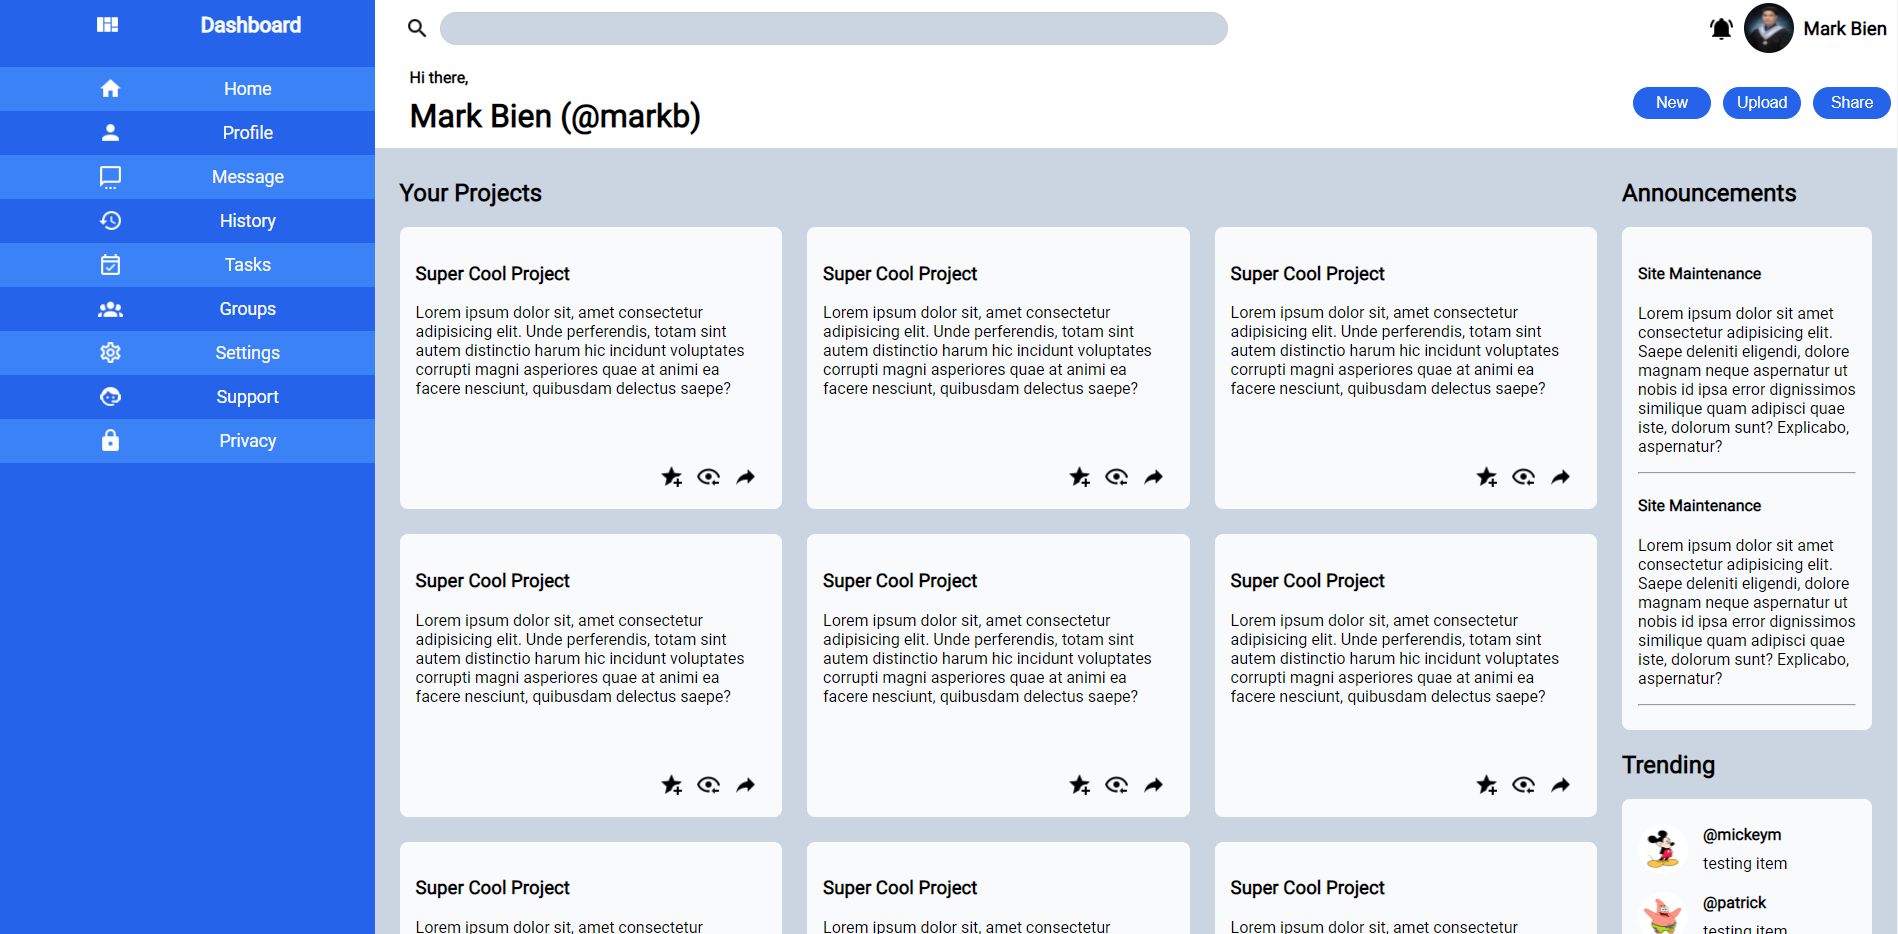 Dashboard
Home
Profile
Message
History
Tasks
Groups
Settings
Support
Privacy
Mark Bien
Hi there,
Mark Bien (@markb)
New
Upload
Share
Your Projects
Super Cool Project
Lorem ipsum dolor sit, amet consectetur
adipisicing elit. Unde perferendis, totam sint
autem distinctio harum hic incidunt voluptates
corrupti magni asperiores quae at animi ea
facere nesciunt, quibusdam delectus saepe?
Super Cool Project
Lorem ipsum dolor sit, amet consectetur
adipisicing elit. Unde perferendis, totam sint
autem distinctio harum hic incidunt voluptates
corrupti magni asperiores quae at animi ea
facere nesciunt, quibusdam delectus saepe?
Super Cool Project
Lorem ipsum dolor sit, amet consectetur
adipisicing elit. Unde perferendis, totam sint
autem distinctio harum hic incidunt voluptates
corrupti magni asperiores quae at animi ea
facere nesciunt, quibusdam delectus saepe?
Super Cool Project
Lorem ipsum dolor sit, amet consectetur
adipisicing elit. Unde perferendis, totam sint
autem distinctio harum hic incidunt voluptates
corrupti magni asperiores quae at animi ea
facere nesciunt, quibusdam delectus saepe?
Super Cool Project
Lorem ipsum dolor sit, amet consectetur
adipisicing elit. Unde perferendis, totam sint
autem distinctio harum hic incidunt voluptates
corrupti magni asperiores quae at animi ea
facere nesciunt, quibusdam delectus saepe?
Super Cool Project
Lorem ipsum dolor sit, amet consectetur
adipisicing elit. Unde perferendis, totam sint
autem distinctio harum hic incidunt voluptates
corrupti magni asperiores quae at animi ea
facere nesciunt, quibusdam delectus saepe?
Super Cool Project
Lorem ipsum dolor sit, amet consectetur
Super Cool Project
Lorem ipsum dolor sit, amet consectetur
Super Cool Project
Lorem ipsum dolor sit, amet consectetur
Announcements
Site Maintenance
Lorem ipsum dolor sit amet
consectetur adipisicing elit.
Saepe deleniti eligendi, dolore
magnam neque aspernatur ut
nobis id ipsa error dignissimos
similique quam adipisci quae
iste, dolorum sunt? Explicabo,
aspernatur?
Site Maintenance
Lorem ipsum dolor sit amet
consectetur adipisicing elit.
Saepe deleniti eligendi, dolore
magnam neque aspernatur ut
nobis id ipsa error dignissimos
similique quam adipisci quae
iste, dolorum sunt? Explicabo,
aspernatur?
Trending
@mickeym
testing item
@patrick
testing item